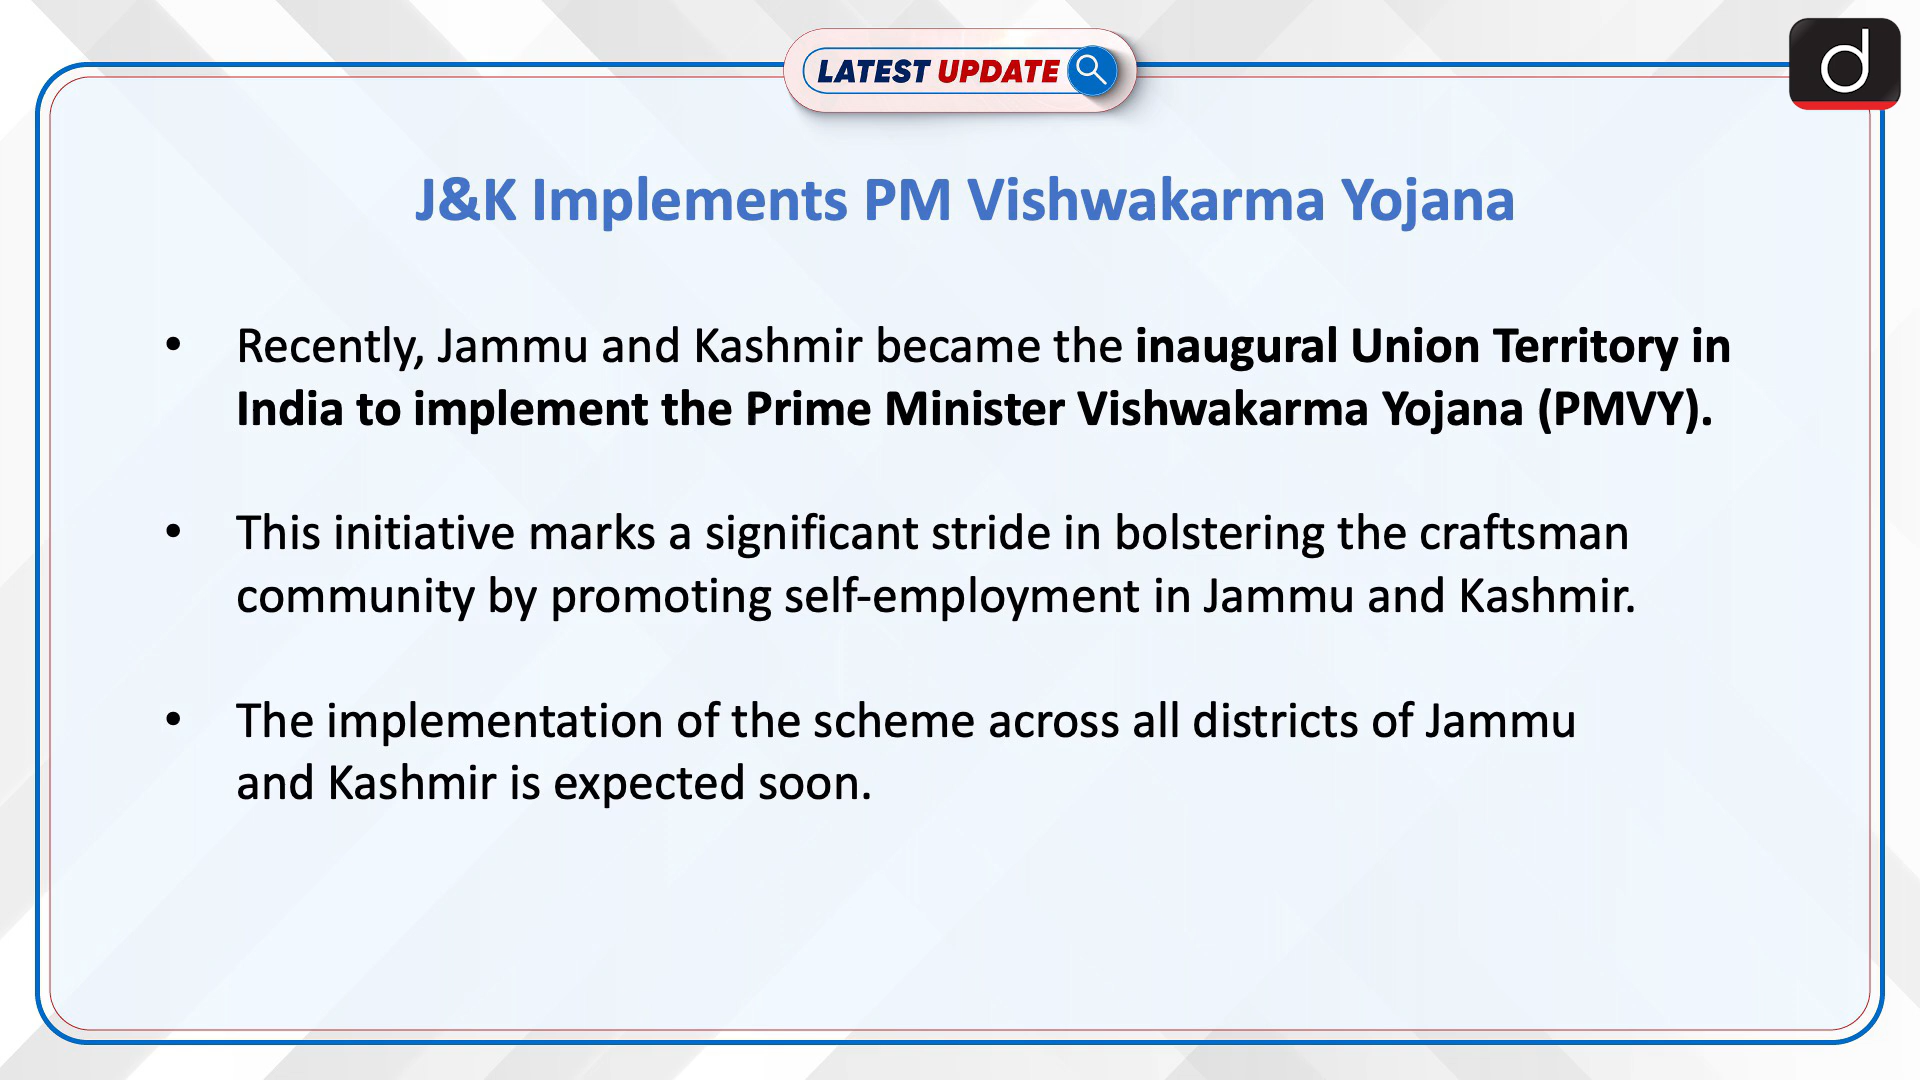 LATEST UPDATE
d
J&K Implements PM Vishwakarma Yojana
• Recently, Jammu and Kashmir became the inaugural Union Territory in
India to implement the Prime Minister Vishwakarma Yojana (PMVY).
• This initiative marks a significant stride in bolstering the craftsman
community by promoting self-employment in Jammu and Kashmir.
• The implementation of the scheme across all districts of Jammu
and Kashmir is expected soon.